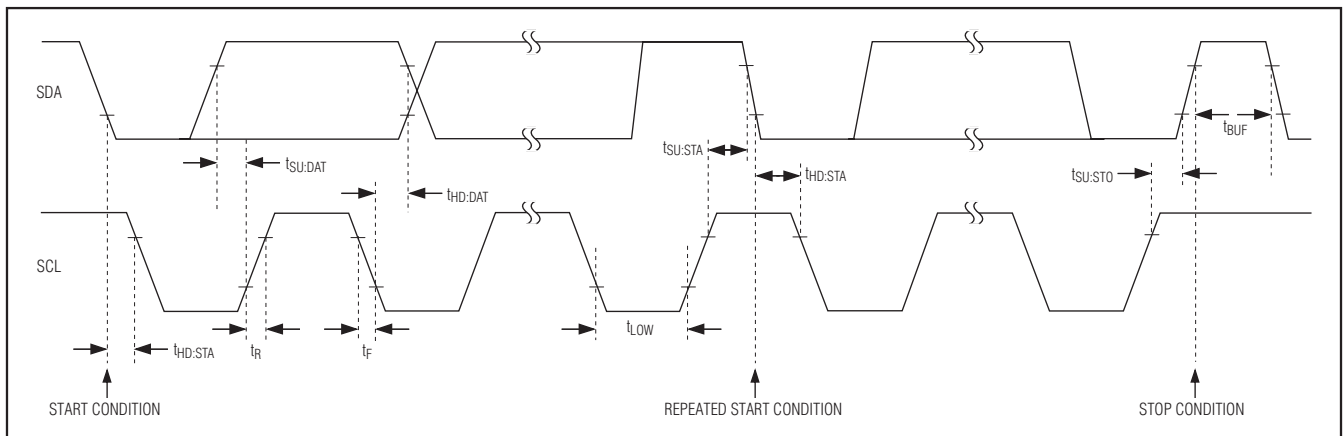 SDA
tBUF
tSU:STA
tSU:DAT
tHD:STA
tSU:STO
tHD:DAT
SCL
tLOW
tHD:STA
tR
tF
START CONDITION
REPEATED START CONDITION
STOP CONDITION